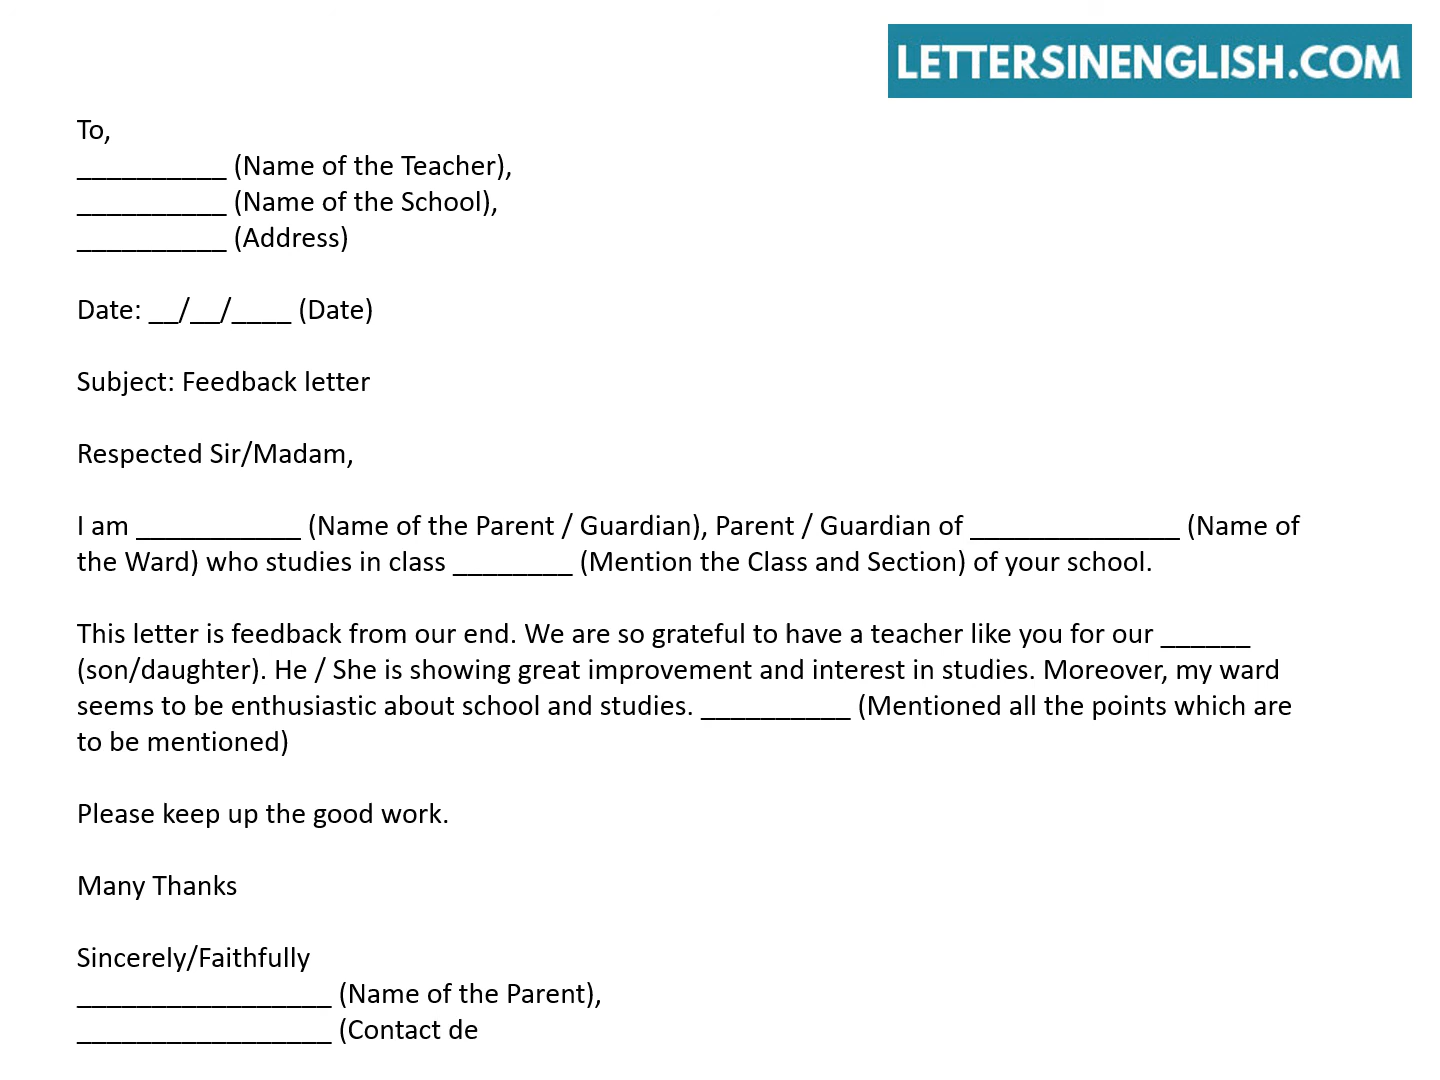 LETTERSINENGLISH.COM
To,
__________ (Name of the Teacher),
__________ (Name of the School),
__________ (Address)
Date: __/__/____ (Date)
Subject: Feedback letter
Respected Sir/Madam,
I am ___________ (Name of the Parent / Guardian), Parent / Guardian of ______________ (Name of
the Ward) who studies in class ________ (Mention the Class and Section) of your school.
This letter is feedback from our end. We are so grateful to have a teacher like you for our ______
(son/daughter). He / She is showing great improvement and interest in studies. Moreover, my ward
seems to be enthusiastic about school and studies. __________ (Mentioned all the points which are
to be mentioned)
Please keep up the good work.
Many Thanks
Sincerely/Faithfully
_________________ (Name of the Parent),
_________________ (Contact de